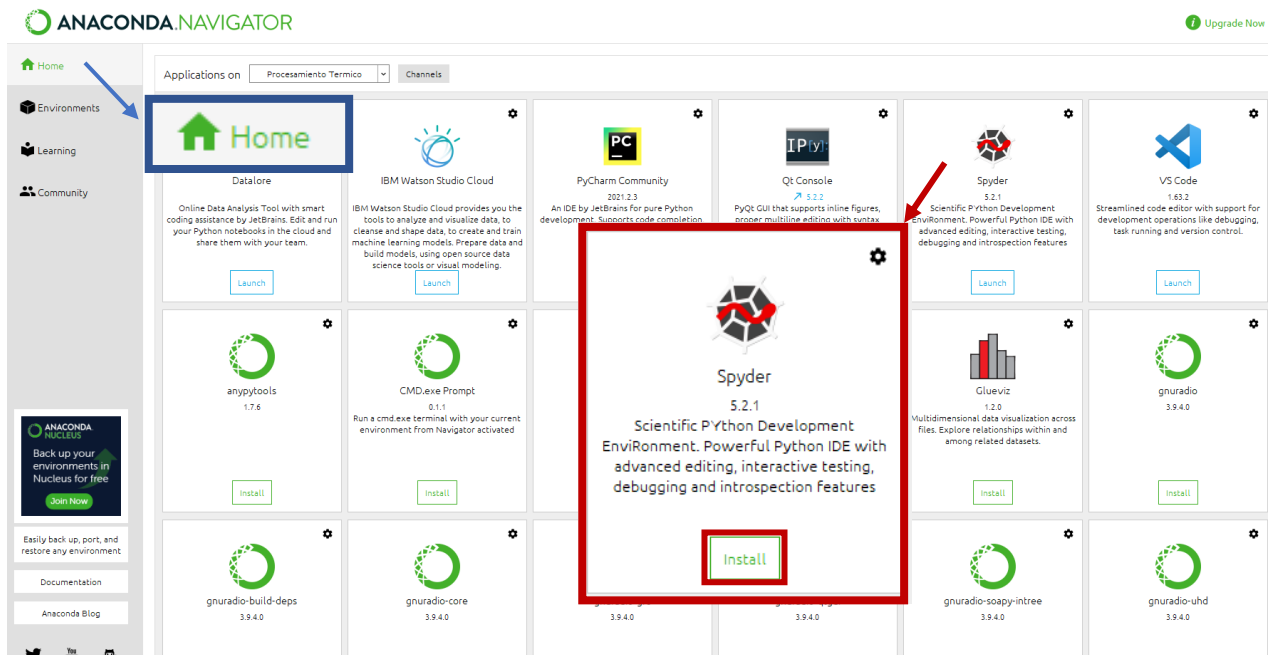 ANACONDA.NAVIGATOR
Upgrade Now
Home
Environments
Learning
Community
Applications on
Procesamiento Termico
Channels
Home
Datalore
Online Data Analysis Tool with smart
coding assistance by JetBrains. Edit and run
your Python notebooks in the cloud and
share them with your team.
Launch
IBM Watson Studio Cloud
IBM Watson Studio Cloud provides you the
tools to analyze and visualize data, to
cleanse and shape data, to create and train
machine learning models. Prepare data and
build models, using open source data
science tools or visual modeling.
Launch
PC
PyCharm Community
2021.2.3
An IDE by JetBrains for pure Python
development. Supports code completion
IP[y]:
Qt Console
5.2.2
PyQt GUI that supports inline figures,
proper multiline editing with syntax
Spyder
5.2.1
Scientific PYthon Development
EnviRonment. Powerful Python IDE with
advanced editing, interactive testing,
debugging and introspection features
Launch
VS Code
1.63.2
Streamlined code editor with support for
development operations like debugging,
task running and version control.
Launch
anypytools
1.7.6
Install
CMD.exe Prompt
0.1.1
Run a cmd.exe terminal with your current
environment from Navigator activated
Install
Spyder
5.2.1
Scientific PYthon Development
EnviRonment. Powerful Python IDE with
advanced editing, interactive testing,
debugging and introspection features
Install
Glueviz
1.2.0
Multidimensional data visualization across
files. Explore relationships within and
among related datasets.
Install
gnuradio
3.9.4.0
Install
gnuradio-build-deps
3.9.4.0
gnuradio-core
3.9.4.0
3.9.4.0
3.9.4.0
gnuradio-soapy-intree
3.9.4.0
gnuradio-uhd
3.9.4.0
ANACONDA.
NUCLEUS
Back up your
environments in
Nucleus for free
Join Now
Easily back up, port, and
restore any environment
Documentation
Anaconda Blog
You